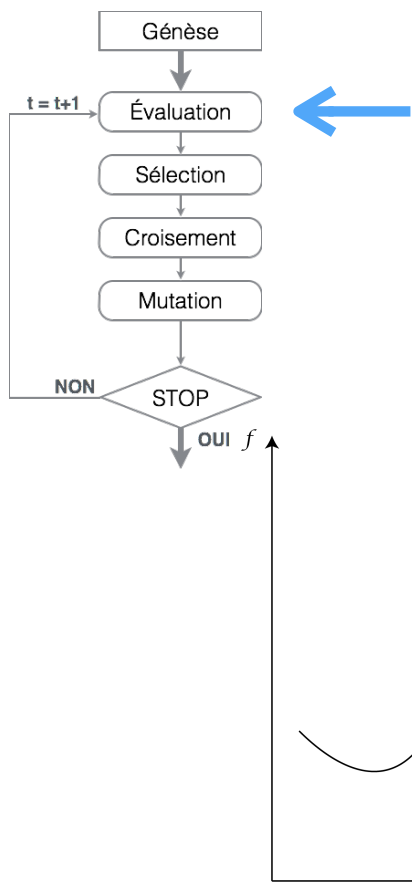 Génèse
t = t+1
Évaluation
Sélection
Croisement
Mutation
NON
STOP
OUI
f